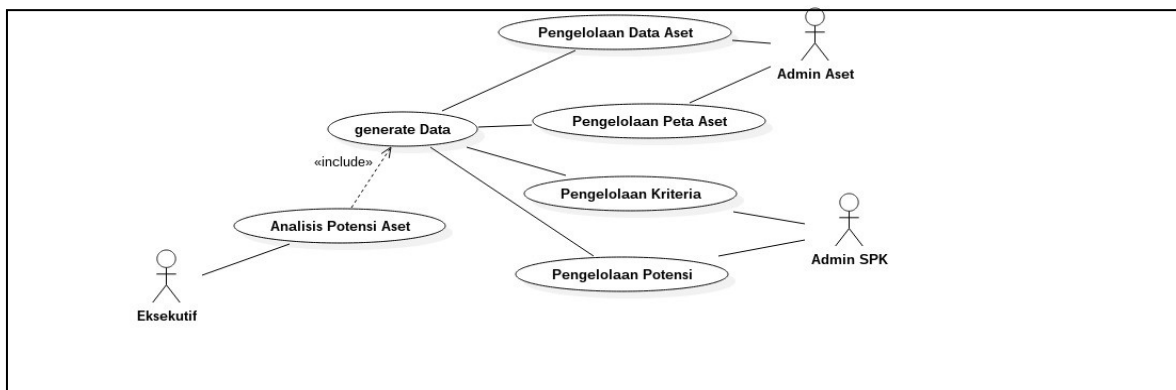 Pengelolaan Data Aset
Admin Aset
Pengelolaan Peta Aset
generate Data
«include»
Pengelolaan Kriteria
Analisis Potensi Aset
Admin SPK
Pengelolaan Potensi
Eksekutif